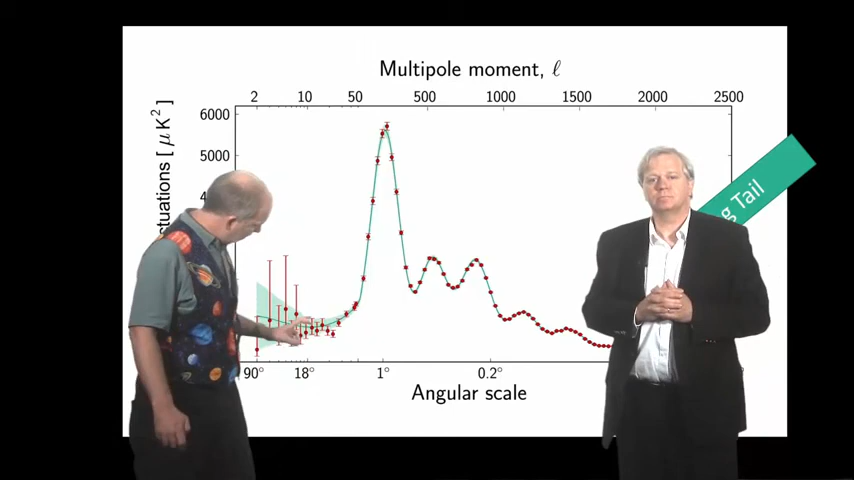 Multipole moment, ℓ
2 10 50 500 1000 1500 2000 2500
6000
5000
[ μK² ]
g Tail
90° 18° 1° 0.2°
Angular scale